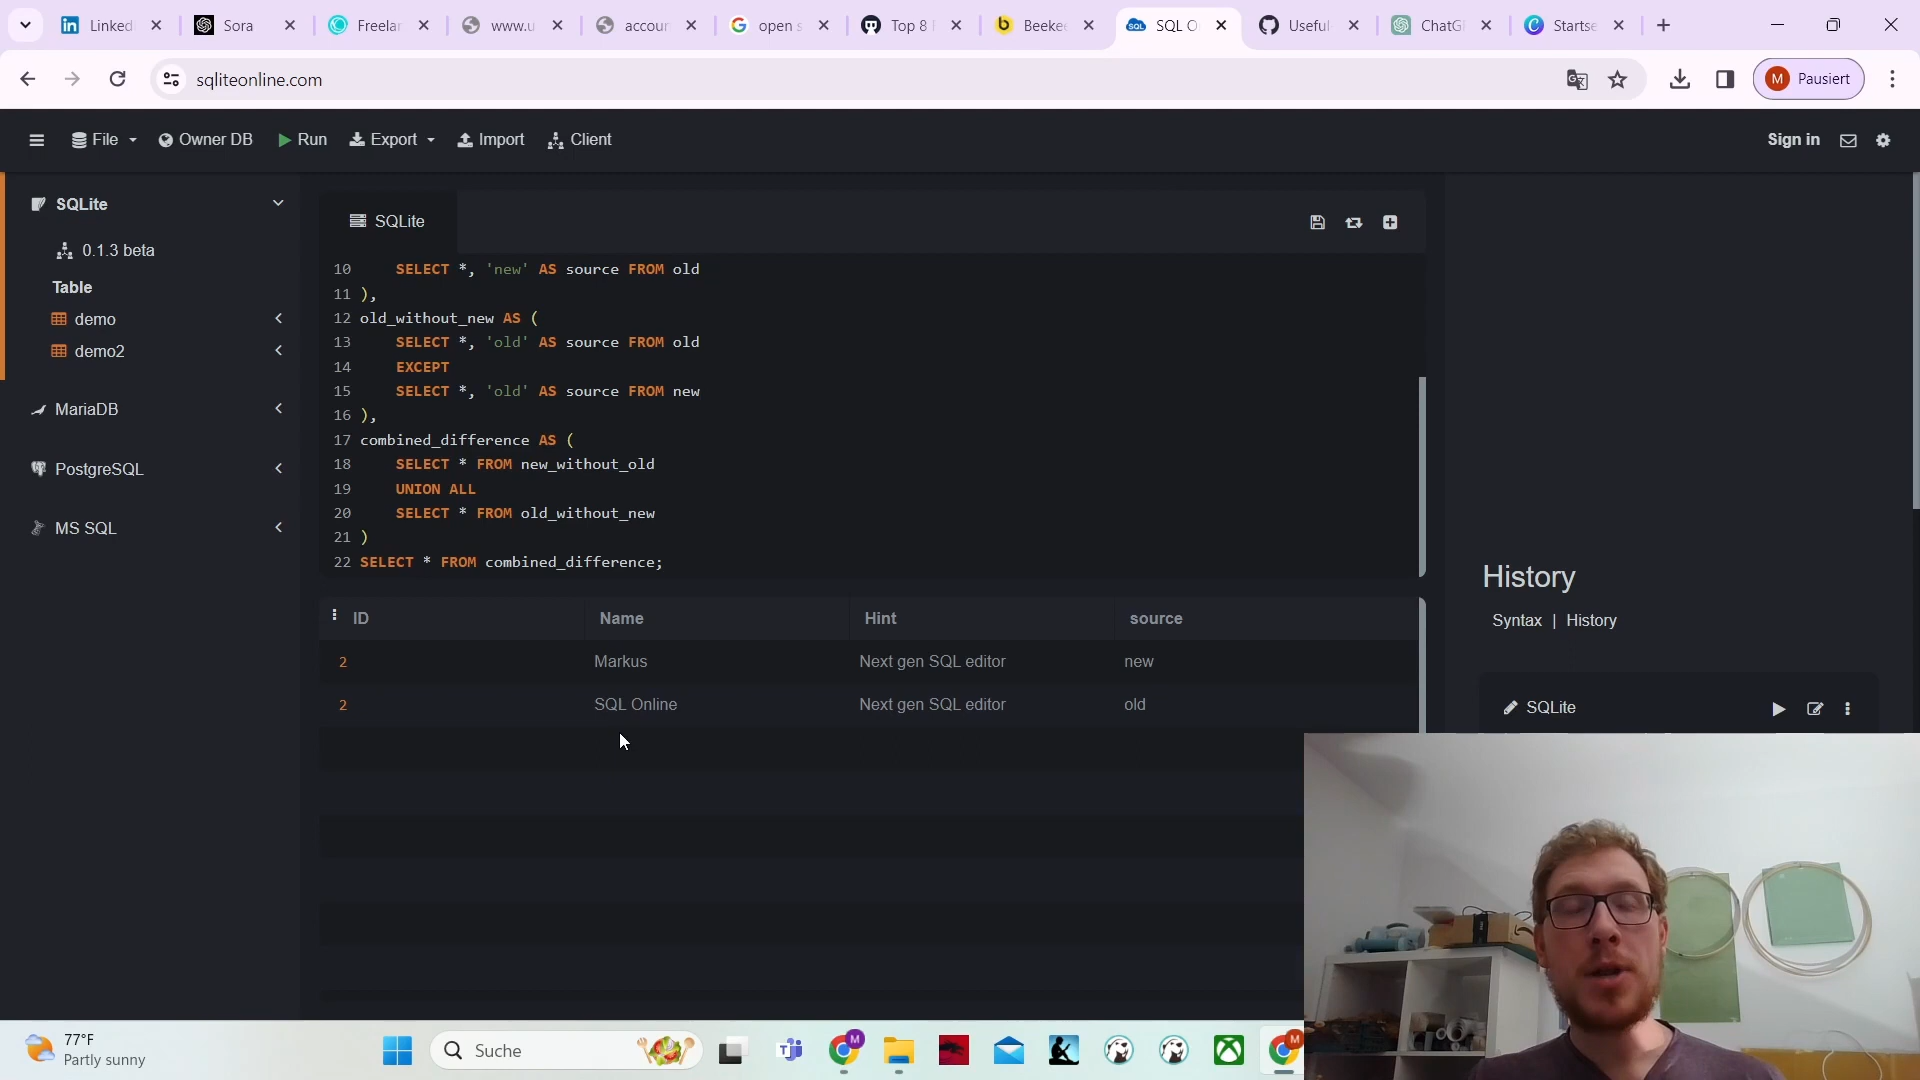 Linked
Sora
Freelar
www.u
accour
open s
Top 8 F
Beekee
SQL O
Useful
ChatG
Startse
sqliteonline.com
M
Pausiert
File
Owner DB
Run
Export
Import
Client
Sign in
SQLite
0.1.3 beta
Table
demo
demo2
MariaDB
PostgreSQL
MS SQL
SQLite
10 SELECT *, 'new' AS source FROM old
11 ),
12 old_without_new AS (
13 SELECT *, 'old' AS source FROM old
14 EXCEPT
15 SELECT *, 'old' AS source FROM new
16 ),
17 combined_difference AS (
18 SELECT * FROM new_without_old
19 UNION ALL
20 SELECT * FROM old_without_new
21 )
22 SELECT * FROM combined_difference;
ID Name Hint source
2 Markus Next gen SQL editor new
2 SQL Online Next gen SQL editor old
History
Syntax | History
SQLite
77°F
Partly sunny
Suche